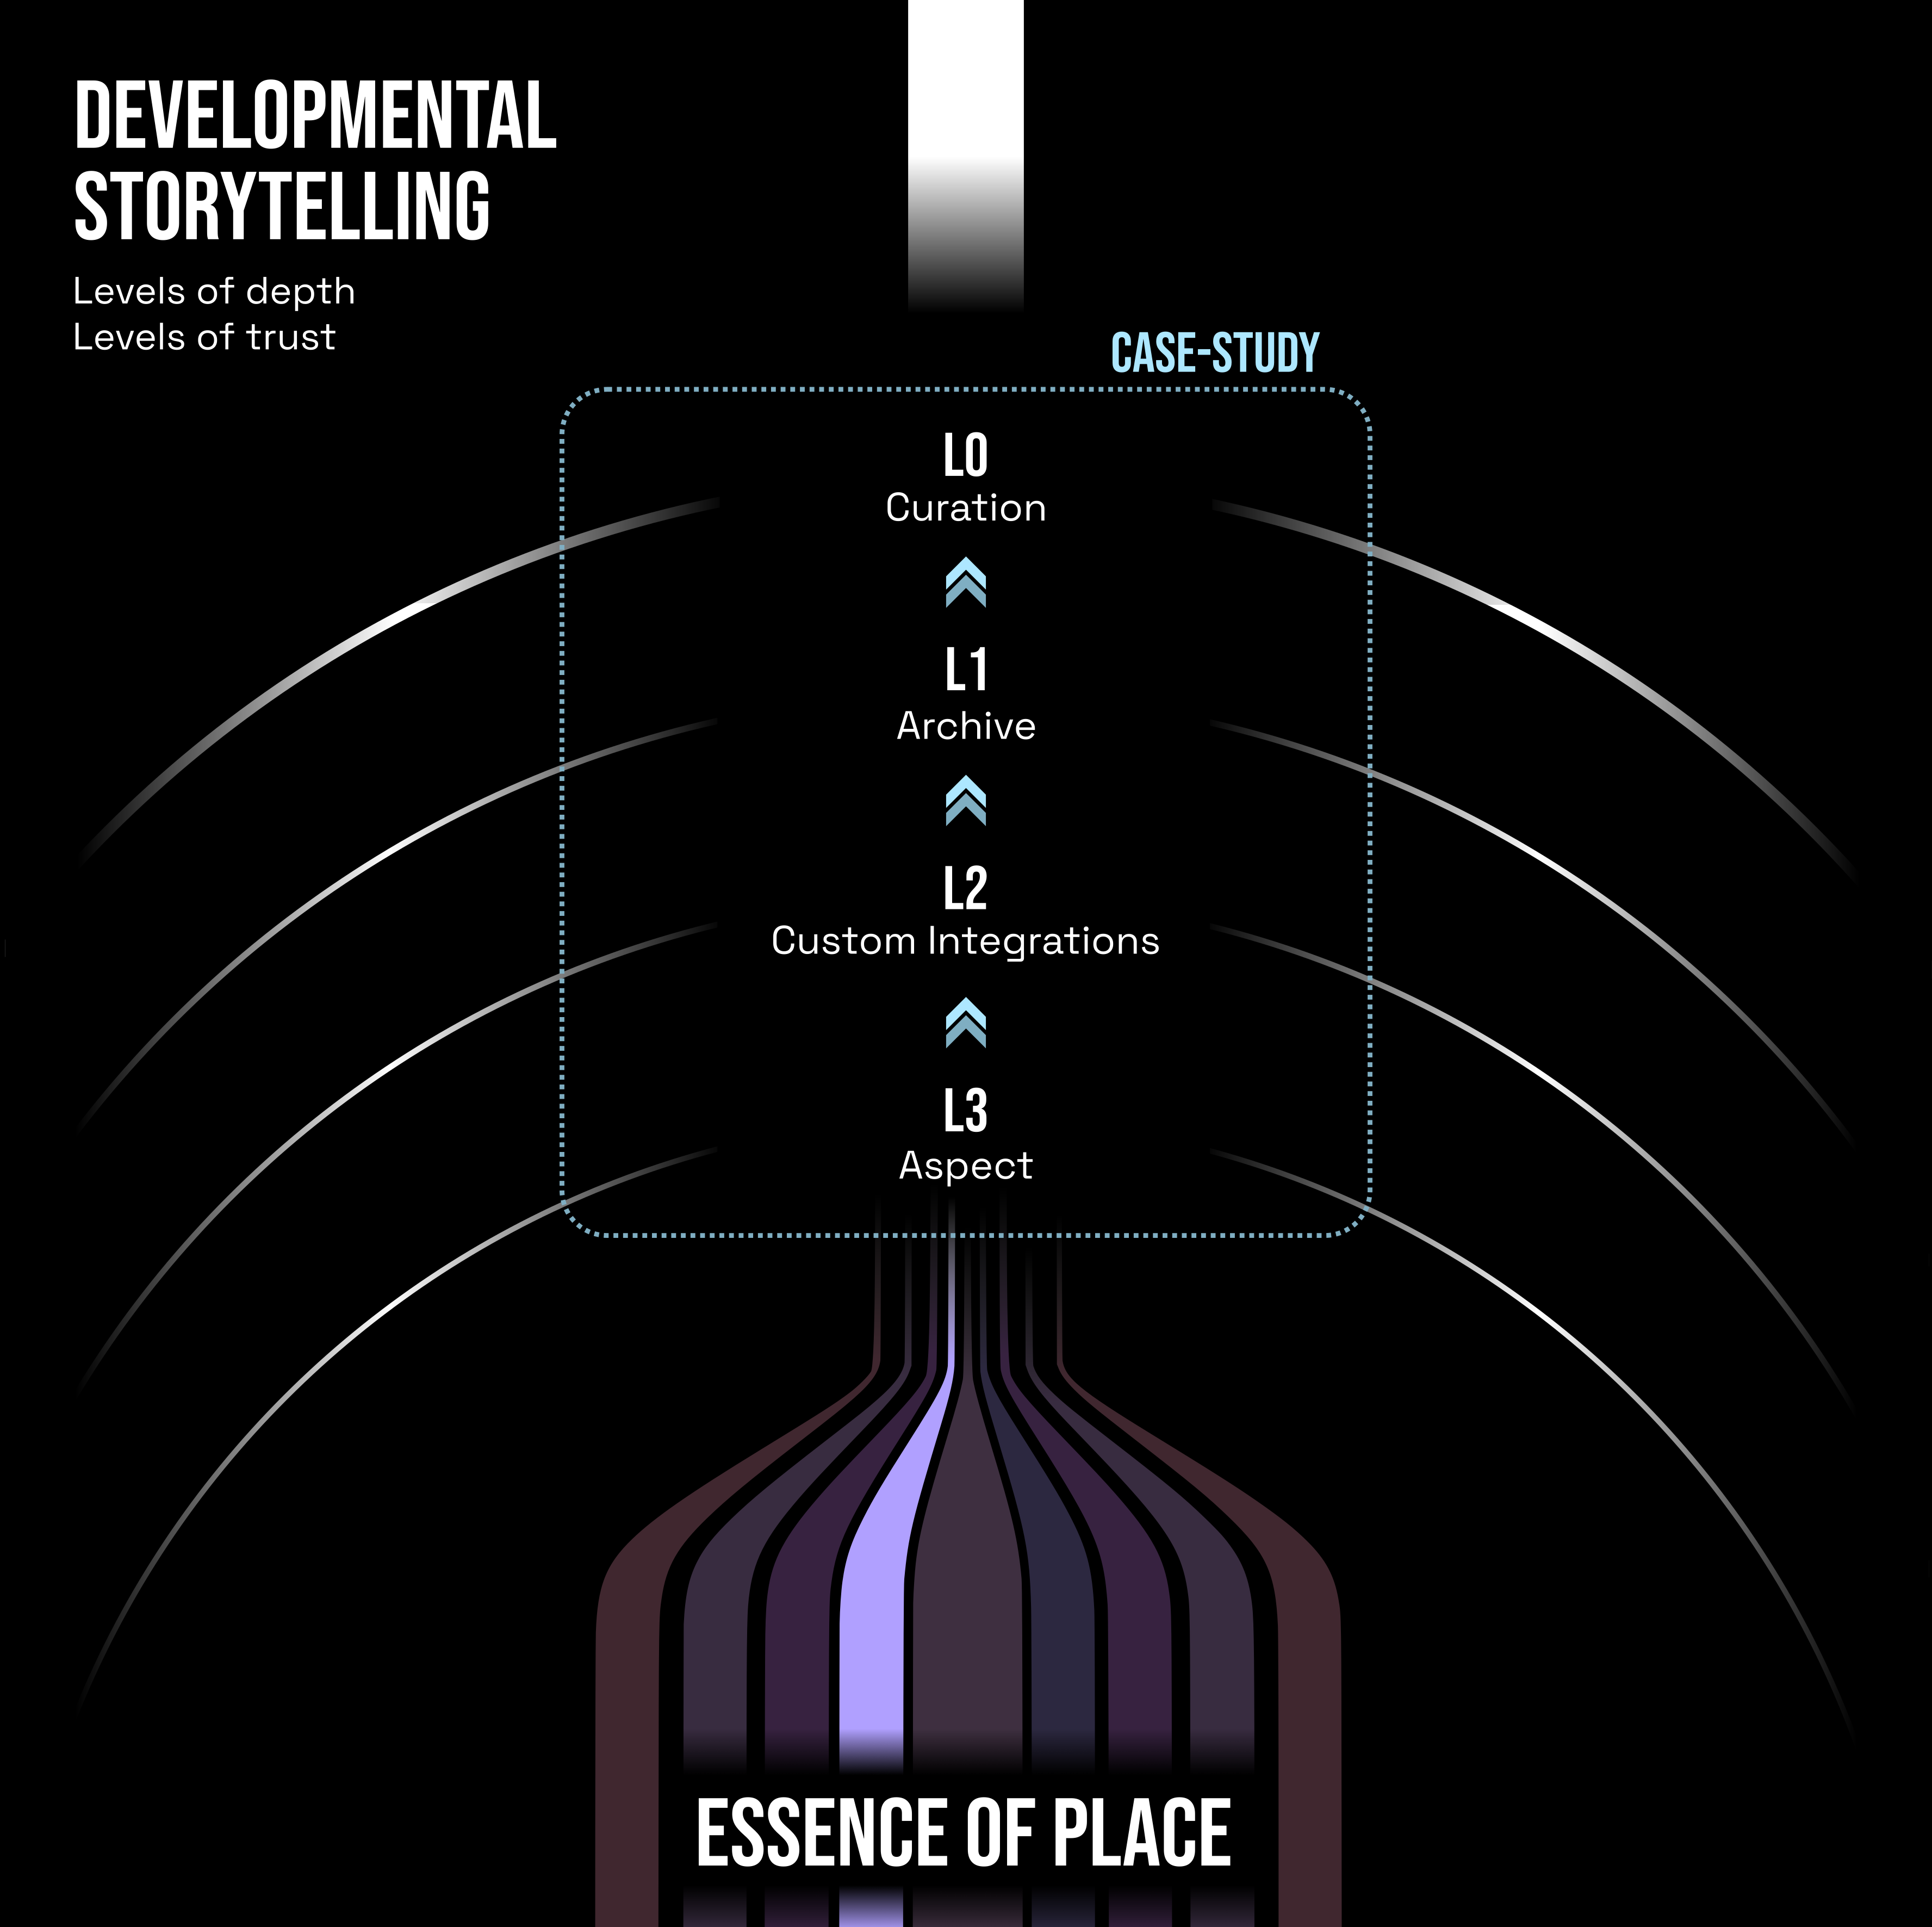 DEVELOPMENTAL
STORYTELLING
Levels of depth
Levels of trust
CASE-STUDY
L0
Curation
L1
Archive
L2
Custom Integrations
L3
Aspect
ESSENCE OF PLACE